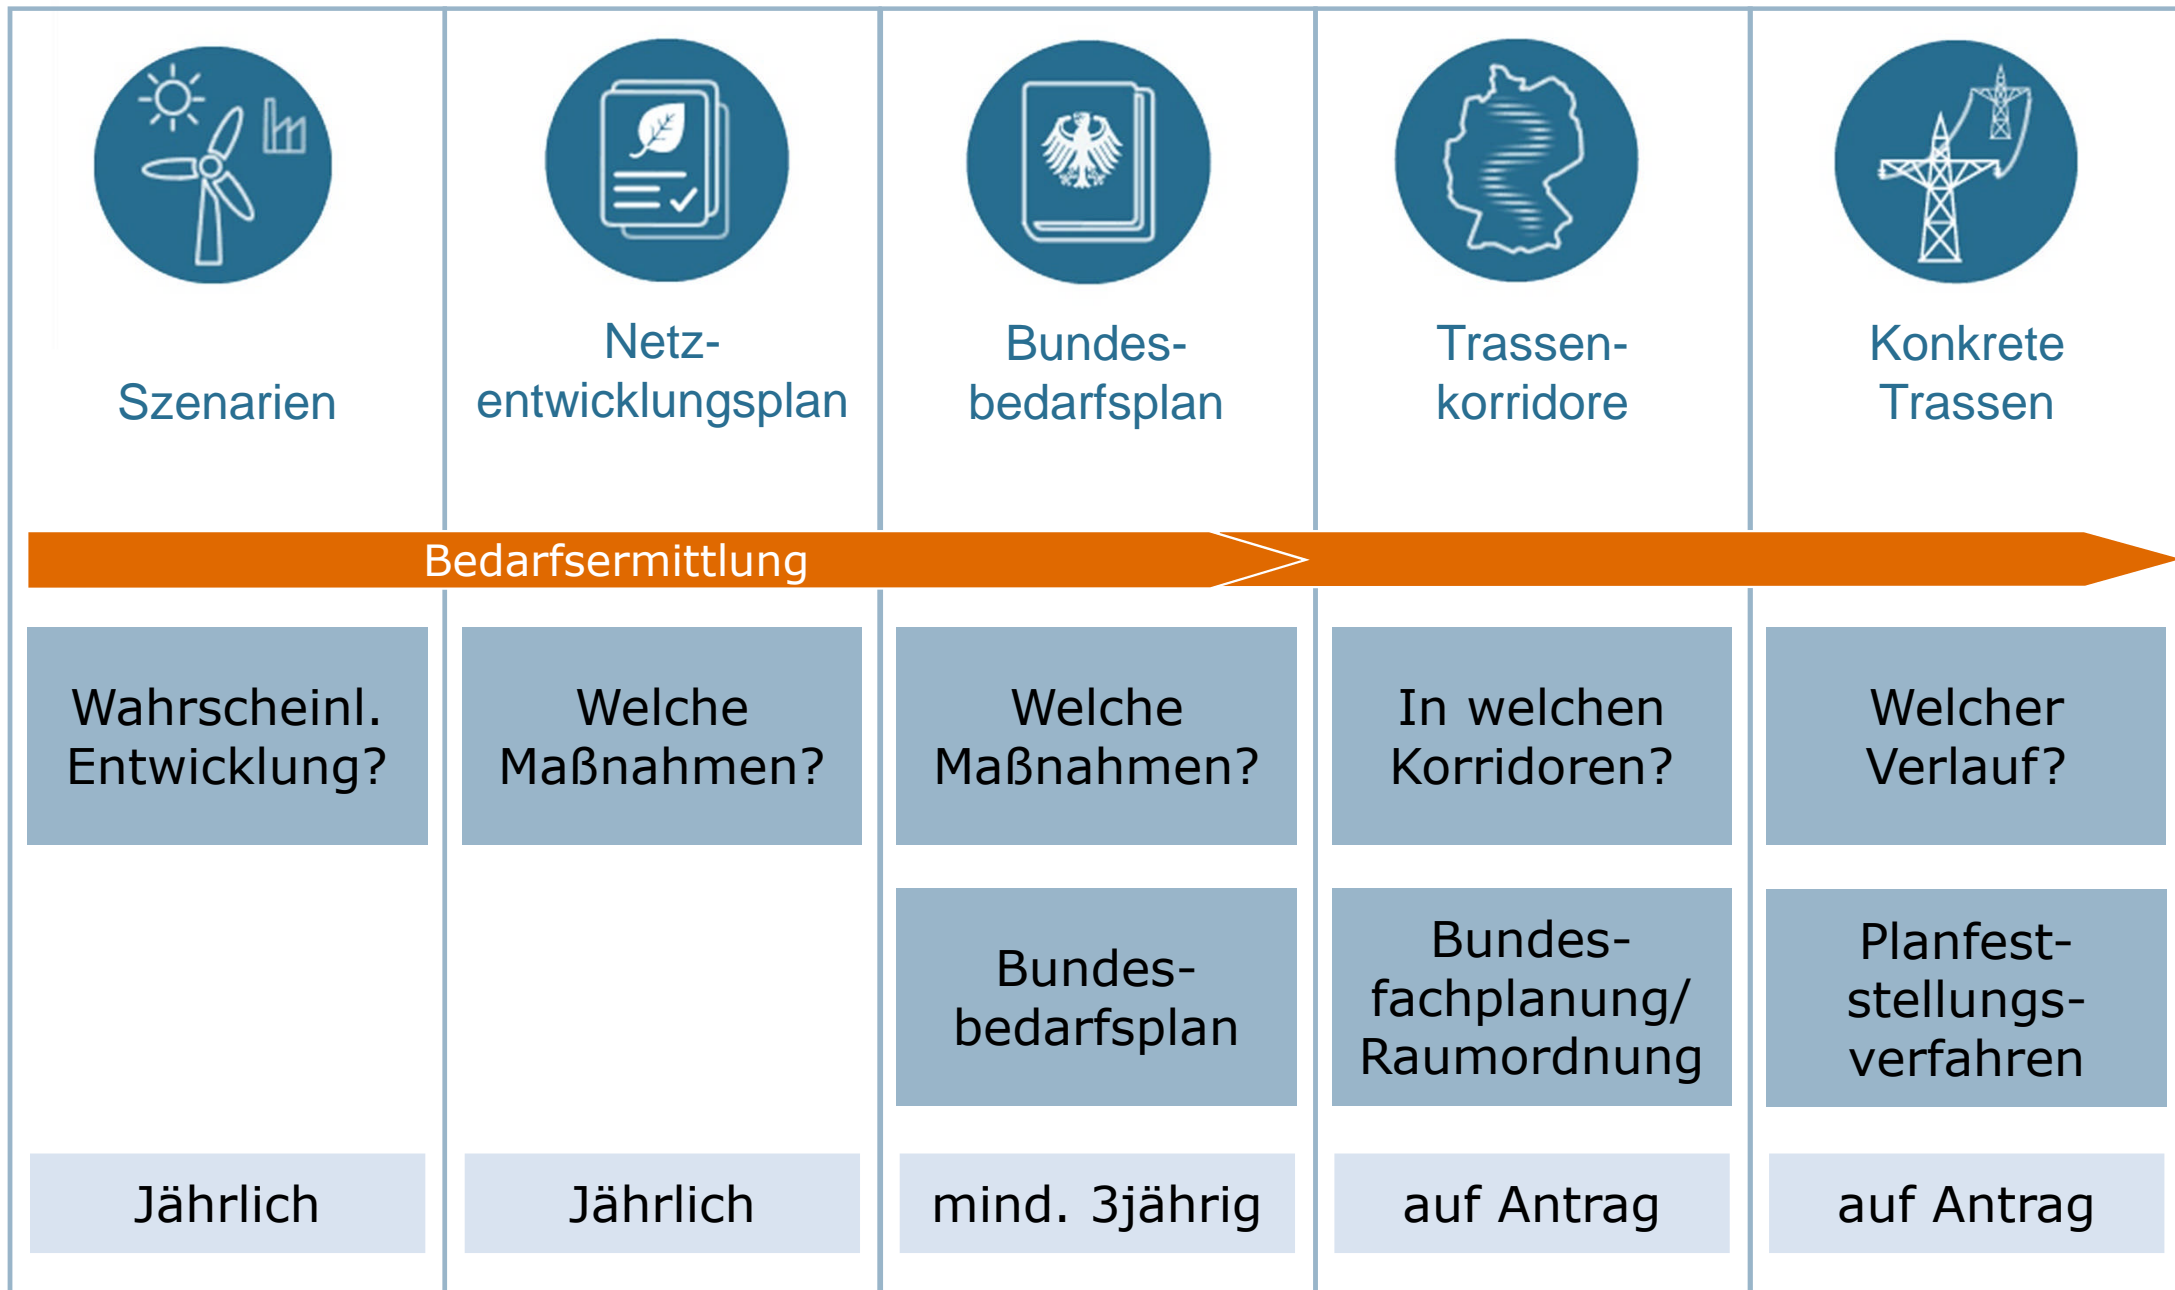 Szenarien
Netz-
entwicklungsplan
Bundes-
bedarfsplan
Trassen-
korridore
Konkrete
Trassen
Bedarfsermittlung
Wahrscheinl.
Entwicklung?
Welche
Maßnahmen?
Welche
Maßnahmen?
In welchen
Korridoren?
Welcher
Verlauf?
Bundes-
bedarfsplan
Bundes-
fachplanung/
Raumordnung
Planfest-
stellungs-
verfahren
Jährlich
Jährlich
mind. 3jährig
auf Antrag
auf Antrag